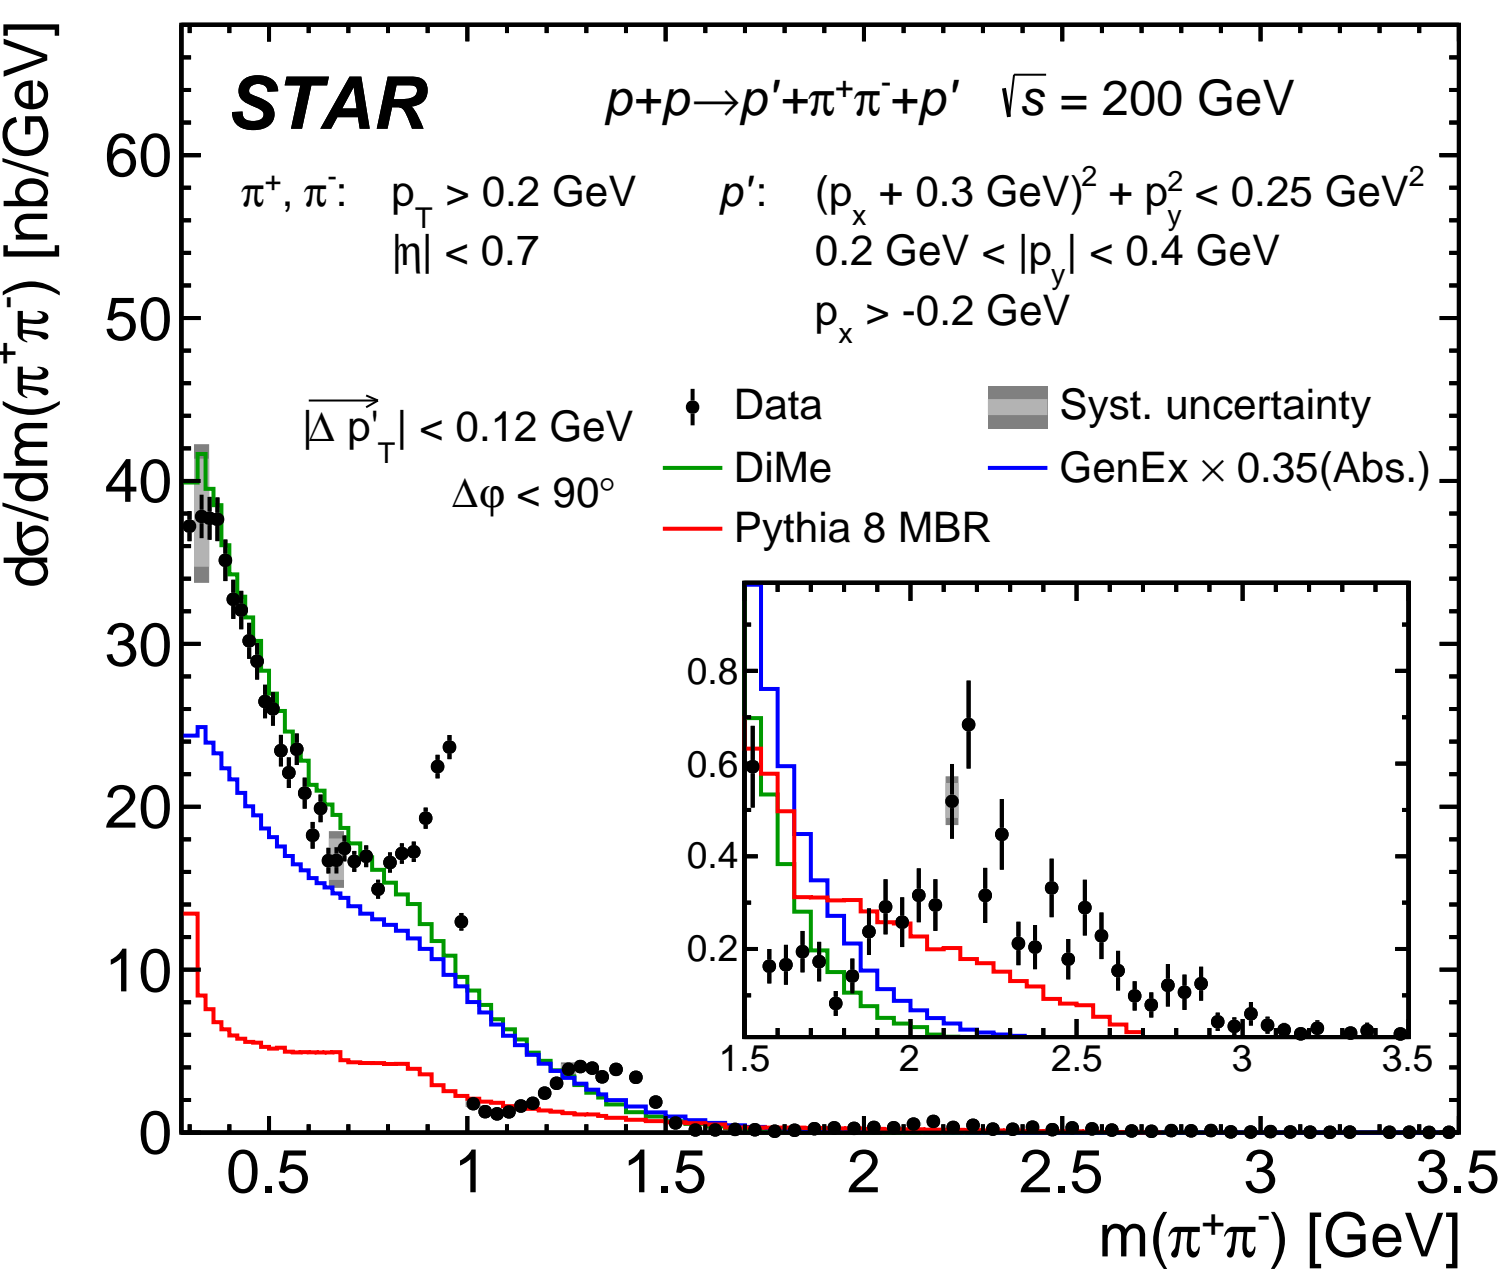 STAR p+p→p′+π⁺π⁻+p′ √s = 200 GeV
π⁺, π⁻: p_T > 0.2 GeV p′: (p_x + 0.3 GeV)² + p_y² < 0.25 GeV²
|η| < 0.7 0.2 GeV < |p_y| < 0.4 GeV
p_x > -0.2 GeV
|Δp⃗'_T| < 0.12 GeV
Δφ < 90°
Data Syst. uncertainty
DiMe GenEx × 0.35(Abs.)
Pythia 8 MBR
dσ/dm(π⁺π⁻) [nb/GeV]
60
50
40
30
20
10
0
0.8
0.6
0.4
0.2
1.5 2 2.5 3 3.5
0.5 1 1.5 2 2.5 3 3.5
m(π⁺π⁻) [GeV]